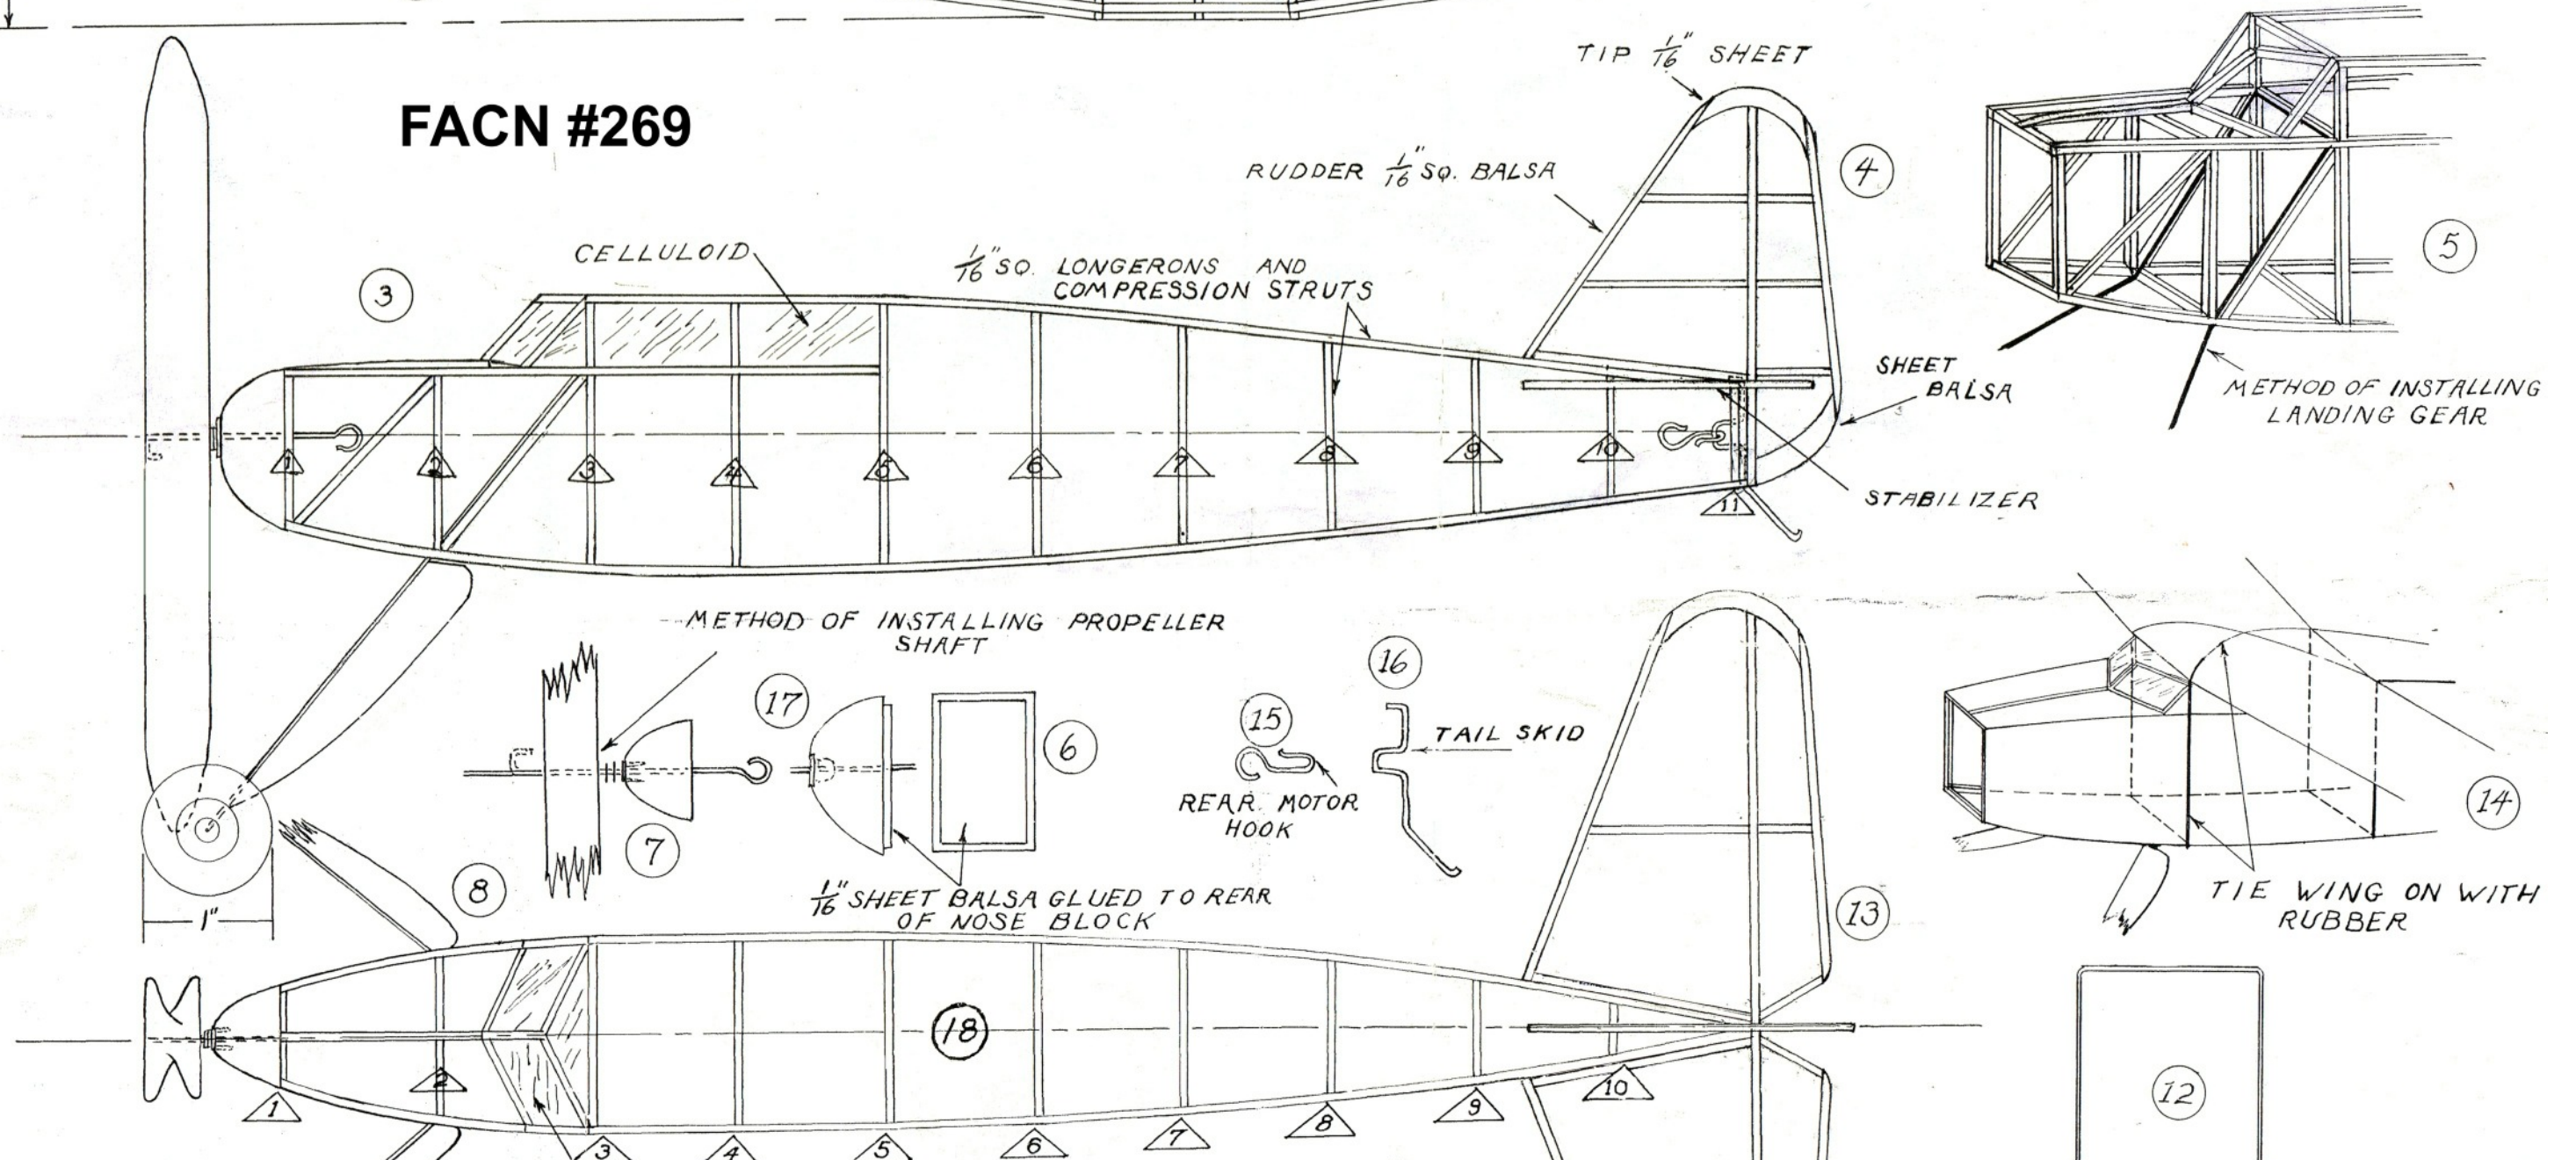 TIP 1/16" SHEET
FACN #269
RUDDER 1/16" SQ. BALSA
4
5
CELLULOID
1/16" SQ. LONGERONS AND
COMPRESSION STRUTS
3
SHEET
BALSA
METHOD OF INSTALLING
LANDING GEAR
1
2
3
4
5
6
7
8
9
10
11
STABILIZER
METHOD OF INSTALLING PROPELLER
SHAFT
17
6
15
16
TAIL SKID
REAR MOTOR
HOOK
7
14
8
1/16" SHEET BALSA GLUED TO REAR
OF NOSE BLOCK
TIE WING ON WITH
RUBBER
1"
13
18
12
1
2
3
4
5
6
7
8
9
10